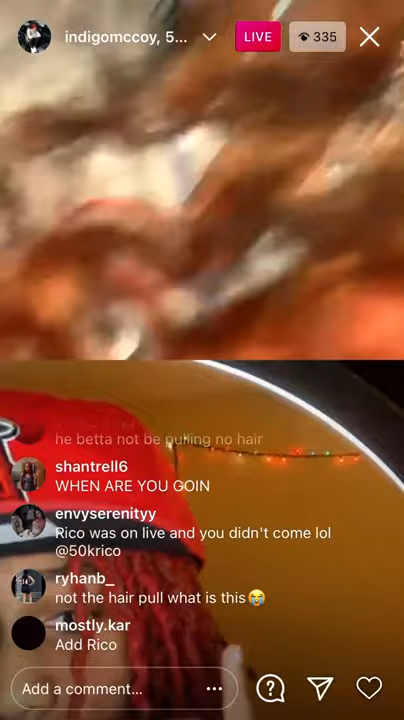 indigomccoy, 5...
LIVE
335
he betta not be pulling no hair
shantrell6
WHEN ARE YOU GOIN
envyserenityy
Rico was on live and you didn't come lol
@50krico
ryhanb_
not the hair pull what is this😭
mostly.kar
Add Rico
Add a comment...